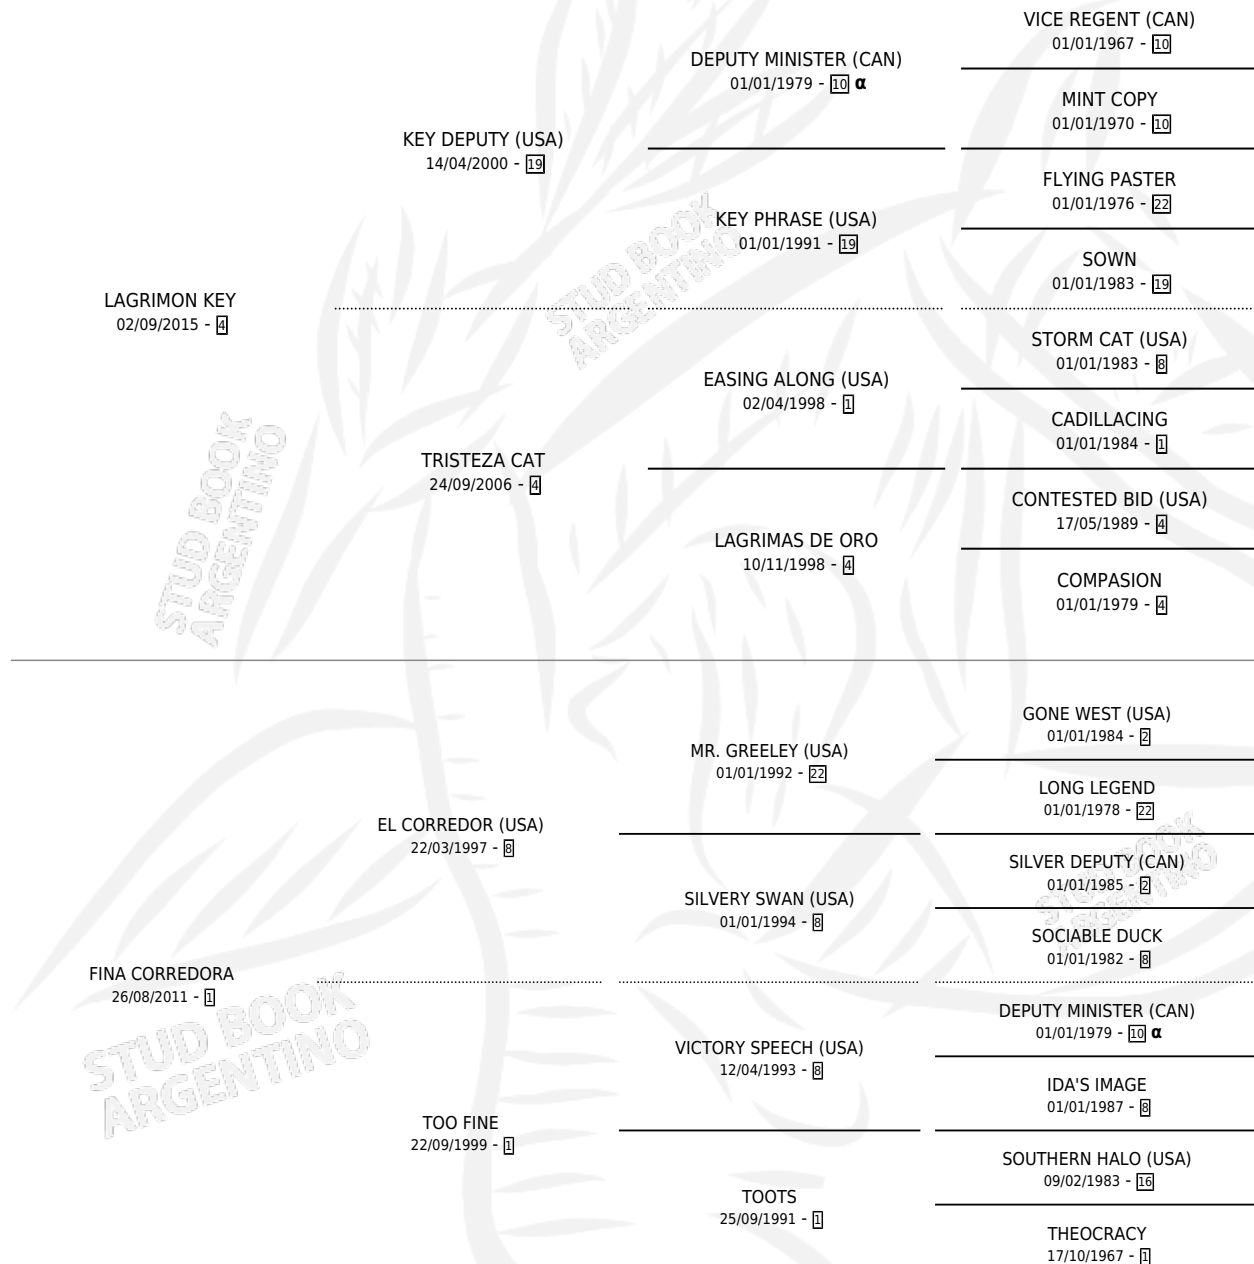 VICE REGENT (CAN)
01/01/1967 - 10
DEPUTY MINISTER (CAN)
01/01/1979 - 10 α
MINT COPY
01/01/1970 - 10
KEY DEPUTY (USA)
14/04/2000 - 19
FLYING PASTER
01/01/1976 - 22
KEY PHRASE (USA)
01/01/1991 - 19
SOWN
01/01/1983 - 19
LAGRIMON KEY
02/09/2015 - 4
STORM CAT (USA)
01/01/1983 - 8
EASING ALONG (USA)
02/04/1998 - 1
CADILLACING
01/01/1984 - 1
TRISTEZA CAT
24/09/2006 - 4
CONTESTED BID (USA)
17/05/1989 - 4
LAGRIMAS DE ORO
10/11/1998 - 4
COMPASION
01/01/1979 - 4
GONE WEST (USA)
01/01/1984 - 2
MR. GREELEY (USA)
01/01/1992 - 22
LONG LEGEND
01/01/1978 - 22
EL CORREDOR (USA)
22/03/1997 - 8
SILVER DEPUTY (CAN)
01/01/1985 - 2
SILVERY SWAN (USA)
01/01/1994 - 8
SOCIABLE DUCK
01/01/1982 - 8
FINA CORREDORA
26/08/2011 - 1
DEPUTY MINISTER (CAN)
01/01/1979 - 10 α
VICTORY SPEECH (USA)
12/04/1993 - 8
IDA'S IMAGE
01/01/1987 - 8
TOO FINE
22/09/1999 - 1
SOUTHERN HALO (USA)
09/02/1983 - 16
TOOTS
25/09/1991 - 1
THEOCRACY
17/10/1967 - 1
STUD BOOK
ARGENTINO
STUD BOOK
ARGENTINO
STUD BOOK
ARGENTINO
STUD BOOK
ARGENTINO